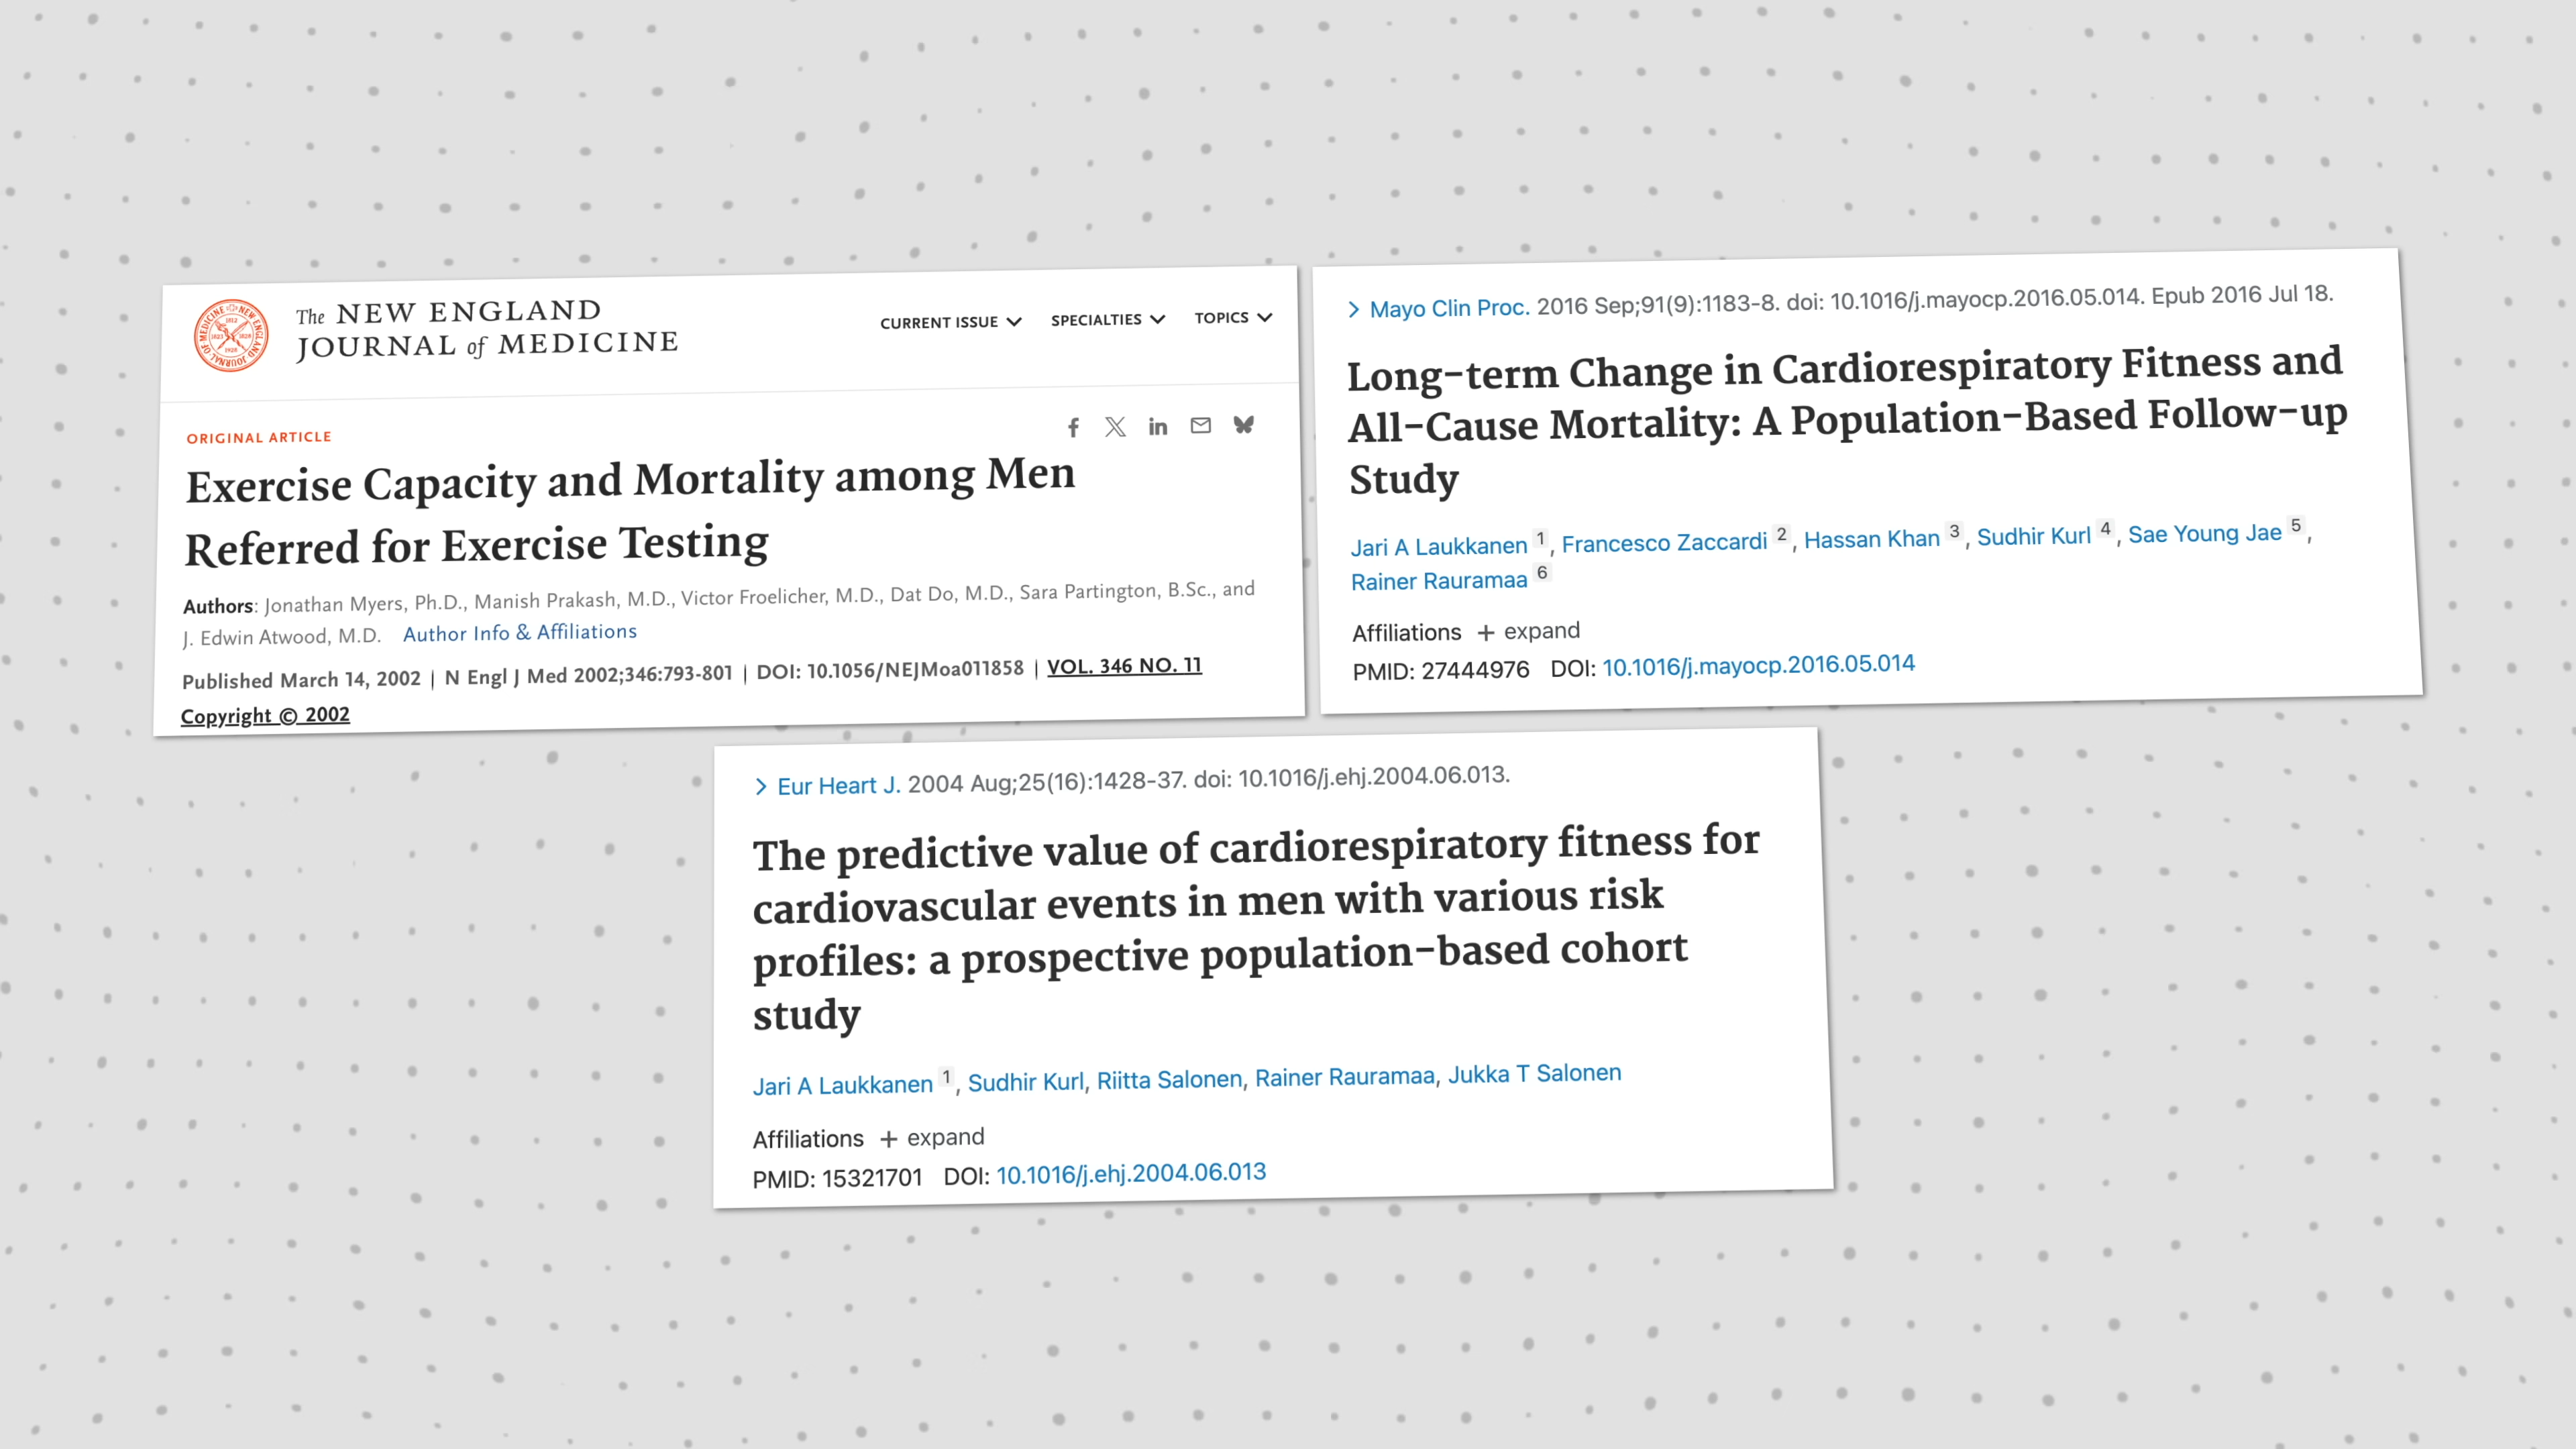 The NEW ENGLAND
JOURNAL of MEDICINE
CURRENT ISSUE SPECIALTIES TOPICS
ORIGINAL ARTICLE
Exercise Capacity and Mortality among Men
Referred for Exercise Testing
Authors: Jonathan Myers, Ph.D., Manish Prakash, M.D., Victor Froelicher, M.D., Dat Do, M.D., Sara Partington, B.Sc., and
J. Edwin Atwood, M.D. Author Info & Affiliations
Published March 14, 2002 | N Engl J Med 2002;346:793-801 | DOI: 10.1056/NEJMoa011858 | VOL. 346 NO. 11
Copyright © 2002
> Mayo Clin Proc. 2016 Sep;91(9):1183-8. doi: 10.1016/j.mayocp.2016.05.014. Epub 2016 Jul 18.
Long-term Change in Cardiorespiratory Fitness and
All-Cause Mortality: A Population-Based Follow-up
Study
Jari A Laukkanen 1, Francesco Zaccardi 2, Hassan Khan 3, Sudhir Kurl 4, Sae Young Jae 5,
Rainer Rauramaa 6
Affiliations + expand
PMID: 27444976 DOI: 10.1016/j.mayocp.2016.05.014
> Eur Heart J. 2004 Aug;25(16):1428-37. doi: 10.1016/j.ehj.2004.06.013.
The predictive value of cardiorespiratory fitness for
cardiovascular events in men with various risk
profiles: a prospective population-based cohort
study
Jari A Laukkanen 1, Sudhir Kurl, Riitta Salonen, Rainer Rauramaa, Jukka T Salonen
Affiliations + expand
PMID: 15321701 DOI: 10.1016/j.ehj.2004.06.013